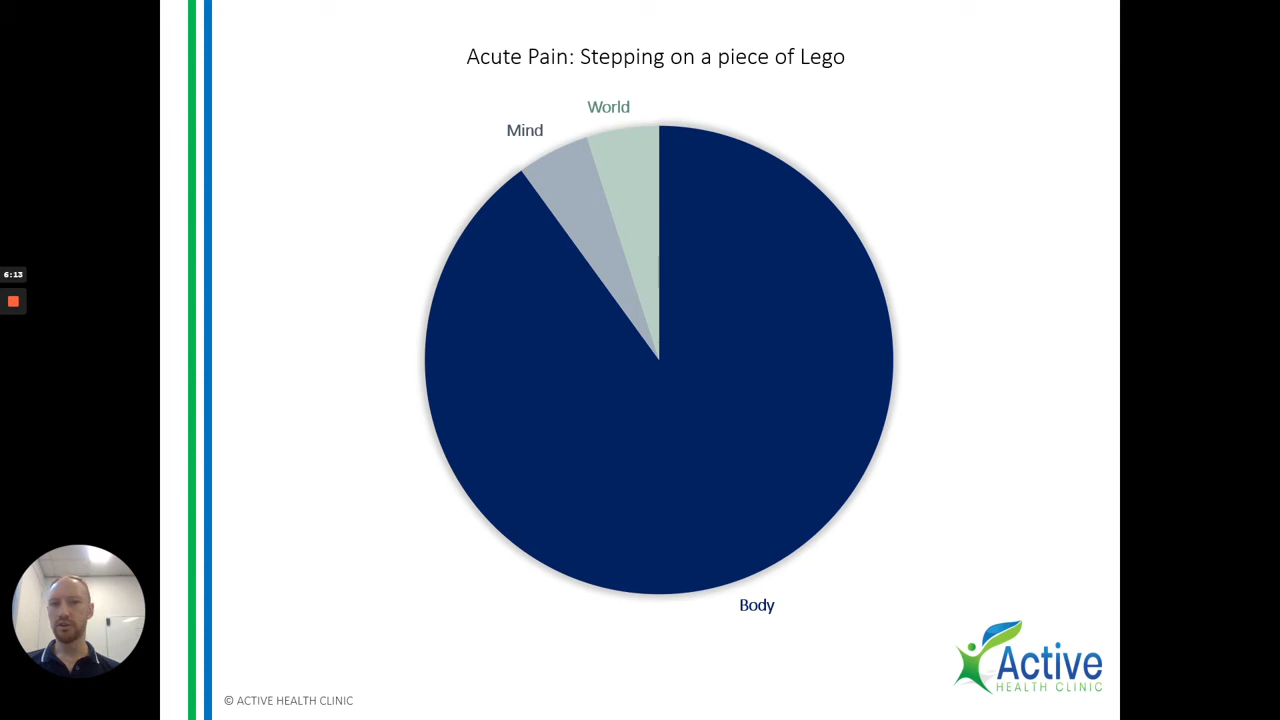 Acute Pain: Stepping on a piece of Lego
World
Mind
6:13
Body
Active
HEALTH CLINIC
© ACTIVE HEALTH CLINIC